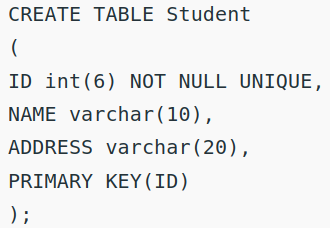 CREATE TABLE Student
(
ID int(6) NOT NULL UNIQUE,
NAME varchar(10),
ADDRESS varchar(20),
PRIMARY KEY(ID)
);